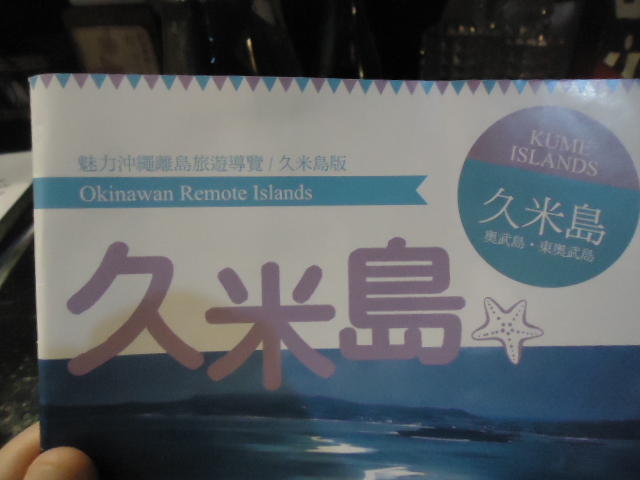 魅力沖繩離島旅遊導覽 / 久米島版
Okinawan Remote Islands
KUME
ISLANDS
久米島
奥武島・東奥武島
久米島